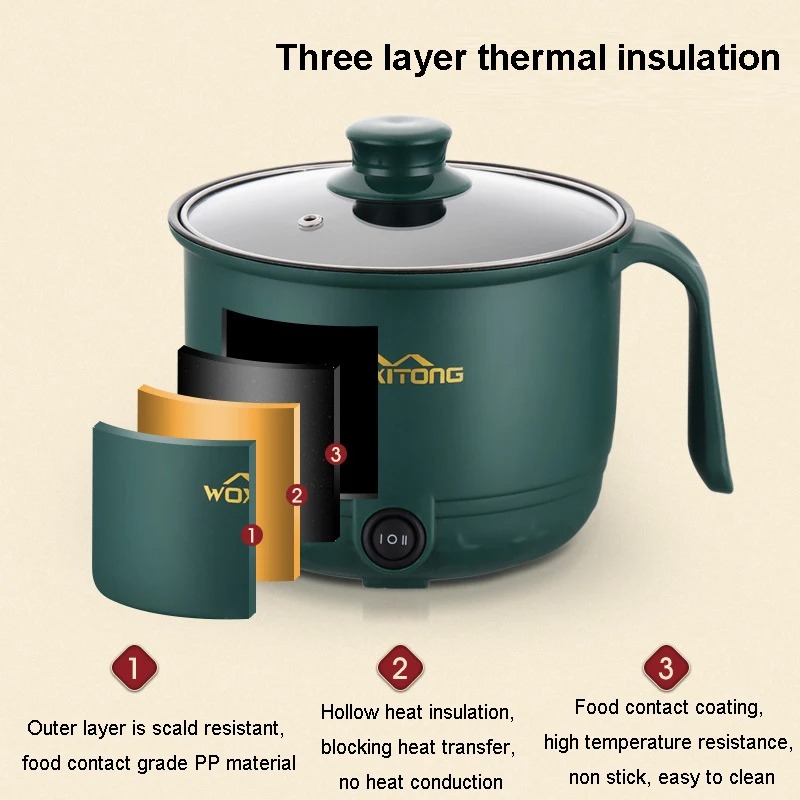 Three layer thermal insulation
XITONG
WOX
3
2
1
I O II
1
2
3
Outer layer is scald resistant,
food contact grade PP material
Hollow heat insulation,
blocking heat transfer,
no heat conduction
Food contact coating,
high temperature resistance,
non stick, easy to clean